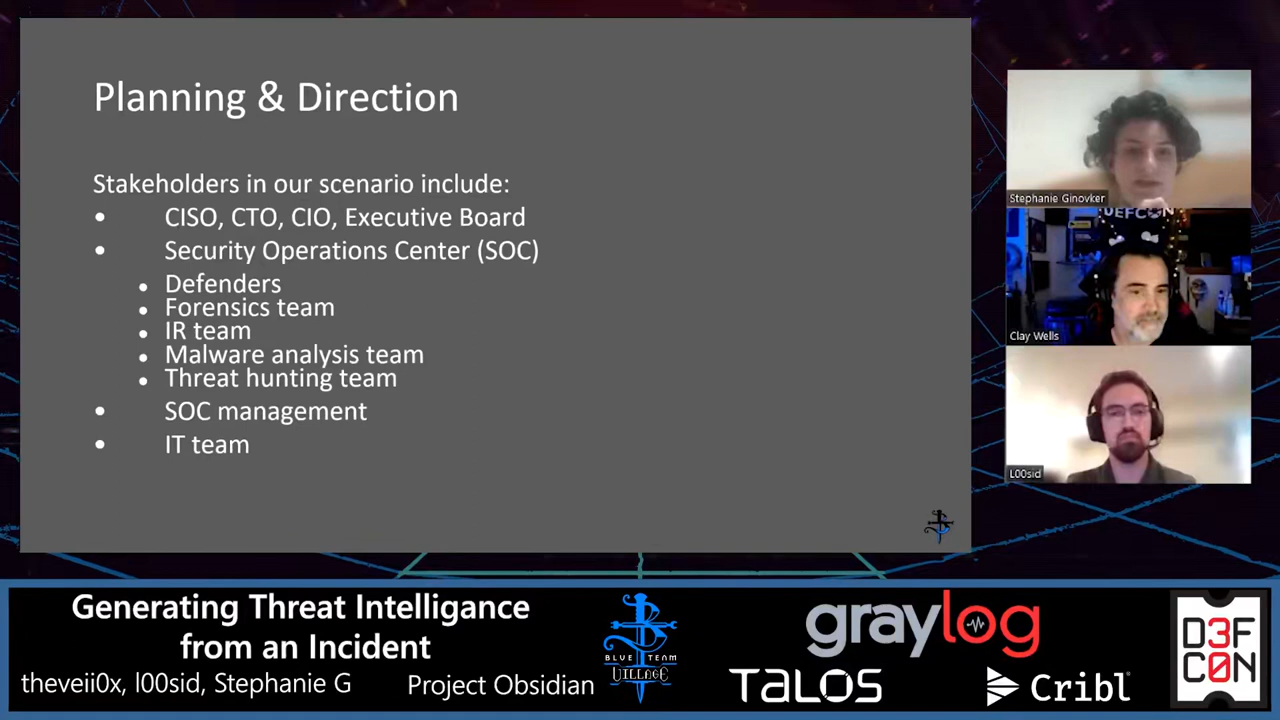 Planning & Direction
Stakeholders in our scenario include:
• CISO, CTO, CIO, Executive Board
• Security Operations Center (SOC)
• Defenders
• Forensics team
• IR team
• Malware analysis team
• Threat hunting team
• SOC management
• IT team
Stephanie Ginovker
DEFCON
Clay Wells
L00sid
Generating Threat Intelligence
from an Incident
theveii0x, l00sid, Stephanie G
Project Obsidian
BLUE TEAM
VILLAGE
graylog
TALOS
Cribl
D3F
C0N